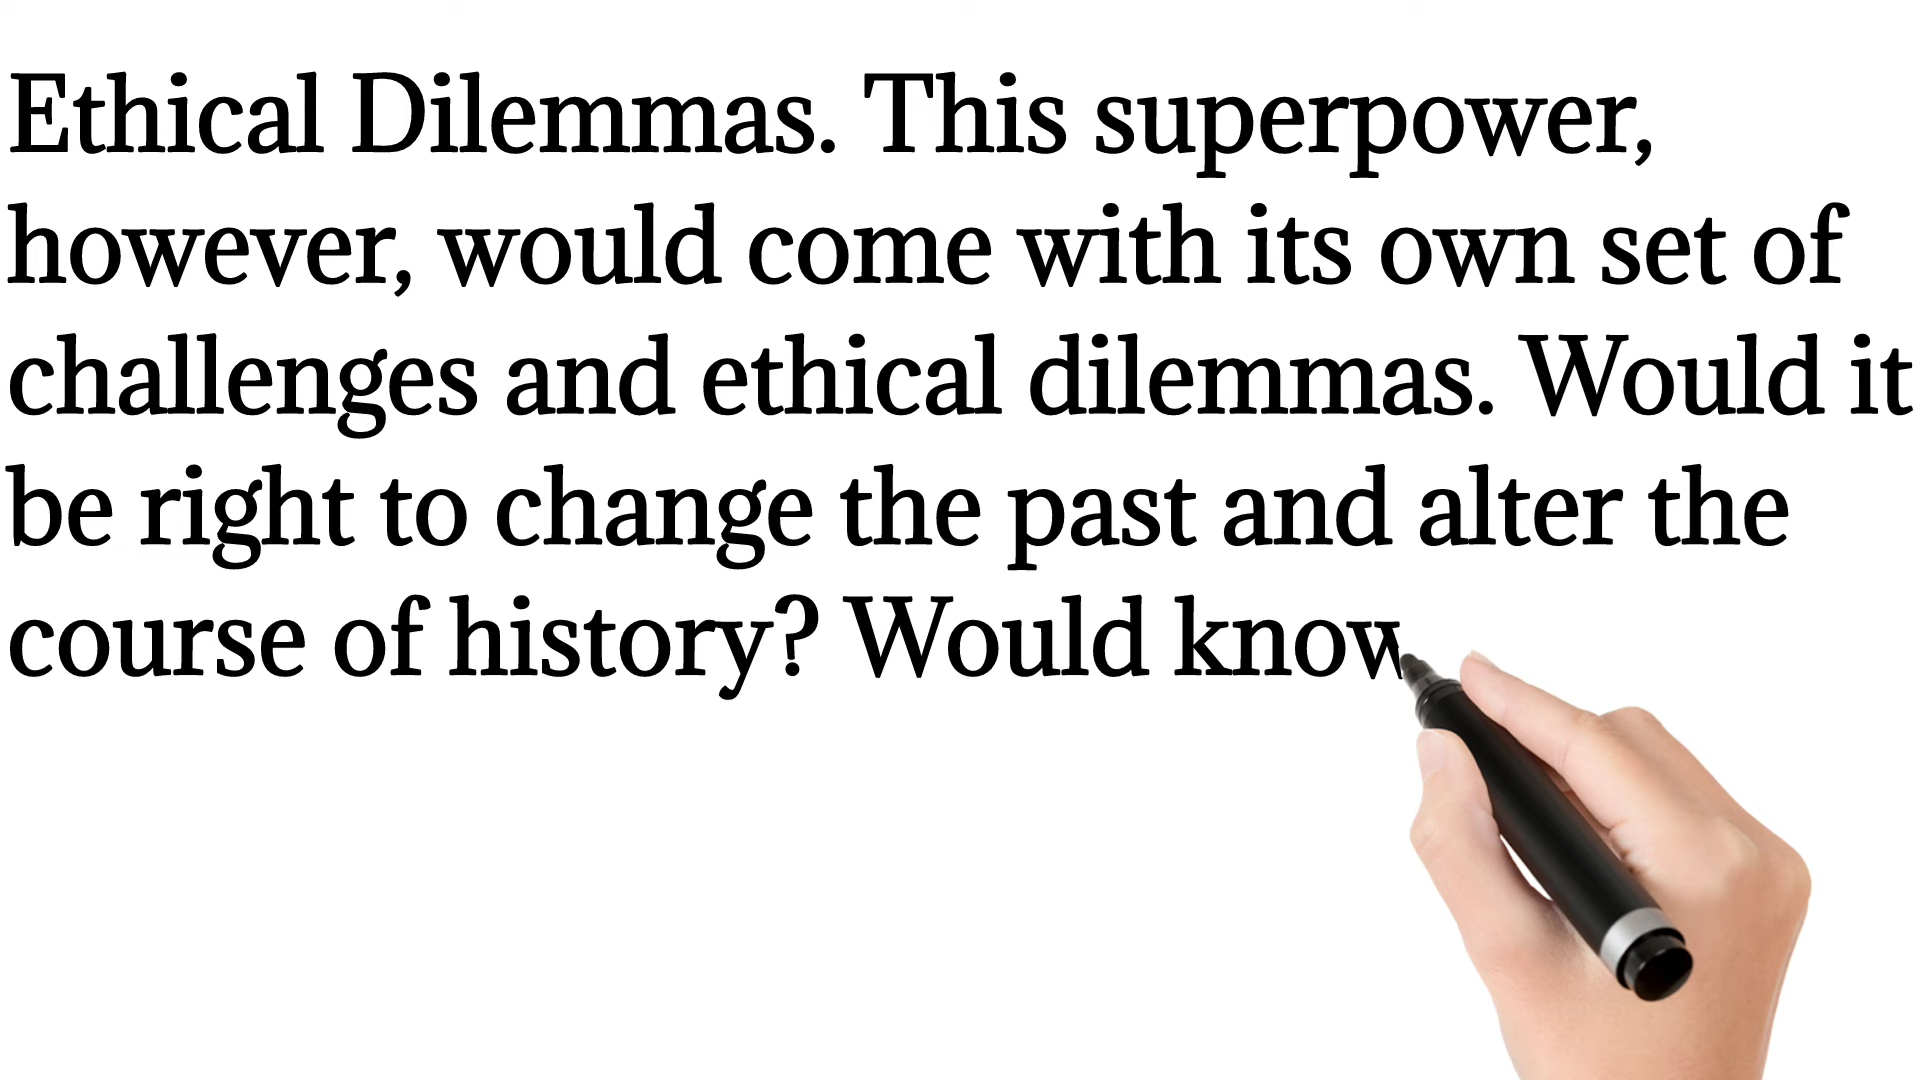 Ethical Dilemmas. This superpower,
however, would come with its own set of
challenges and ethical dilemmas. Would it
be right to change the past and alter the
course of history? Would know